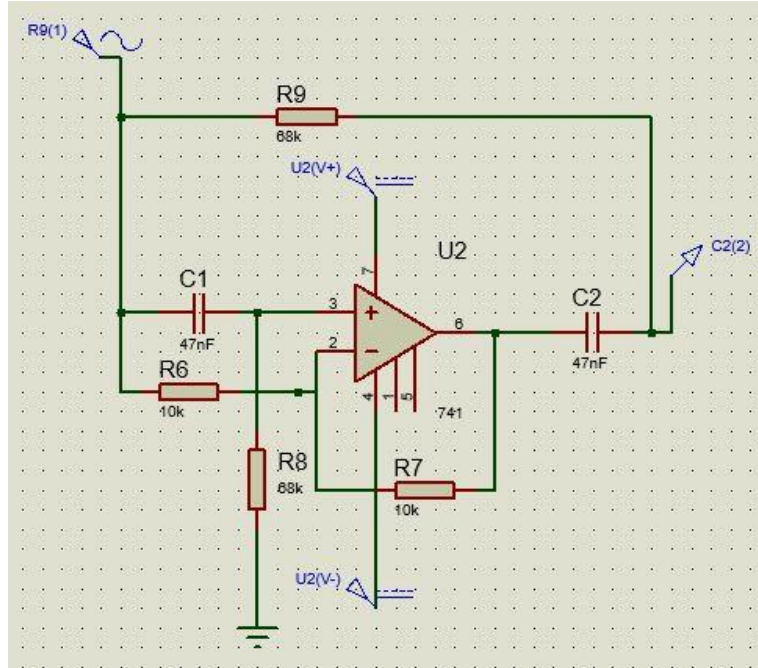 R9(1)
R9
68k
U2(V+)
U2
C2(2)
7
C1
47nF
3
2
6
C2
47nF
R6
10k
4
1
5
741
R8
68k
R7
10k
U2(V-)